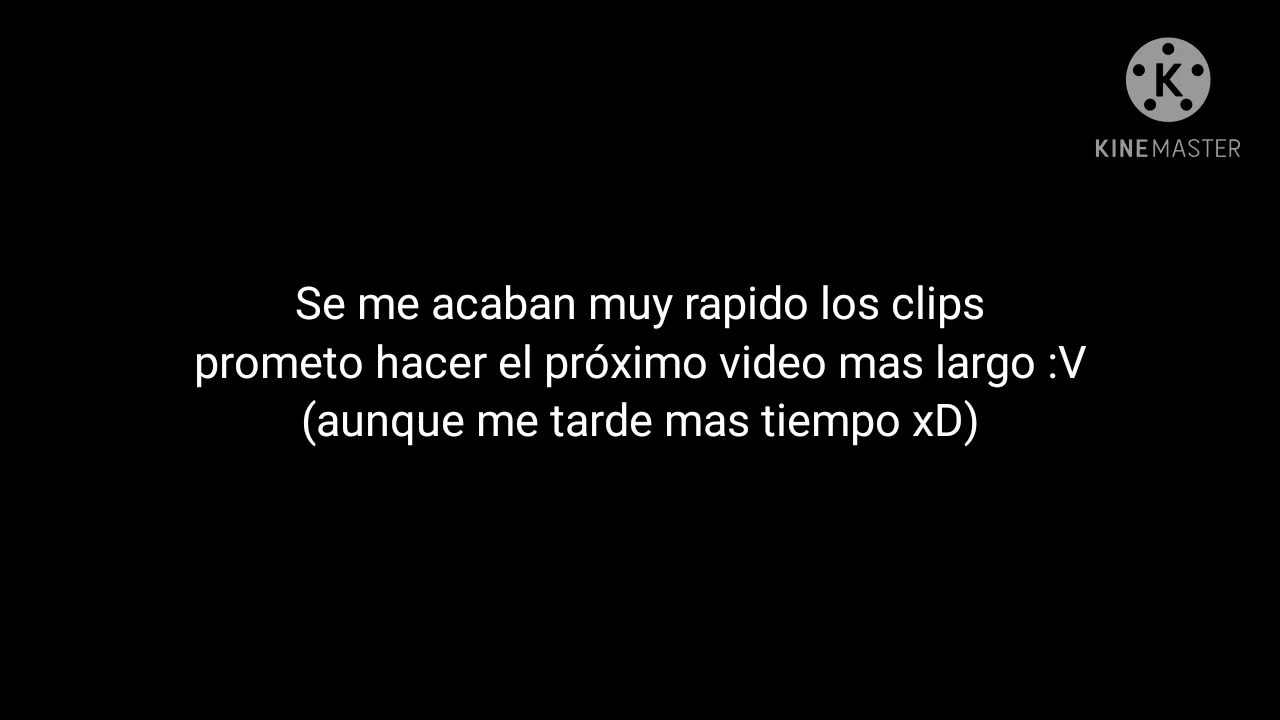 K
KINEMASTER
Se me acaban muy rapido los clips
prometo hacer el próximo video mas largo :V
(aunque me tarde mas tiempo xD)